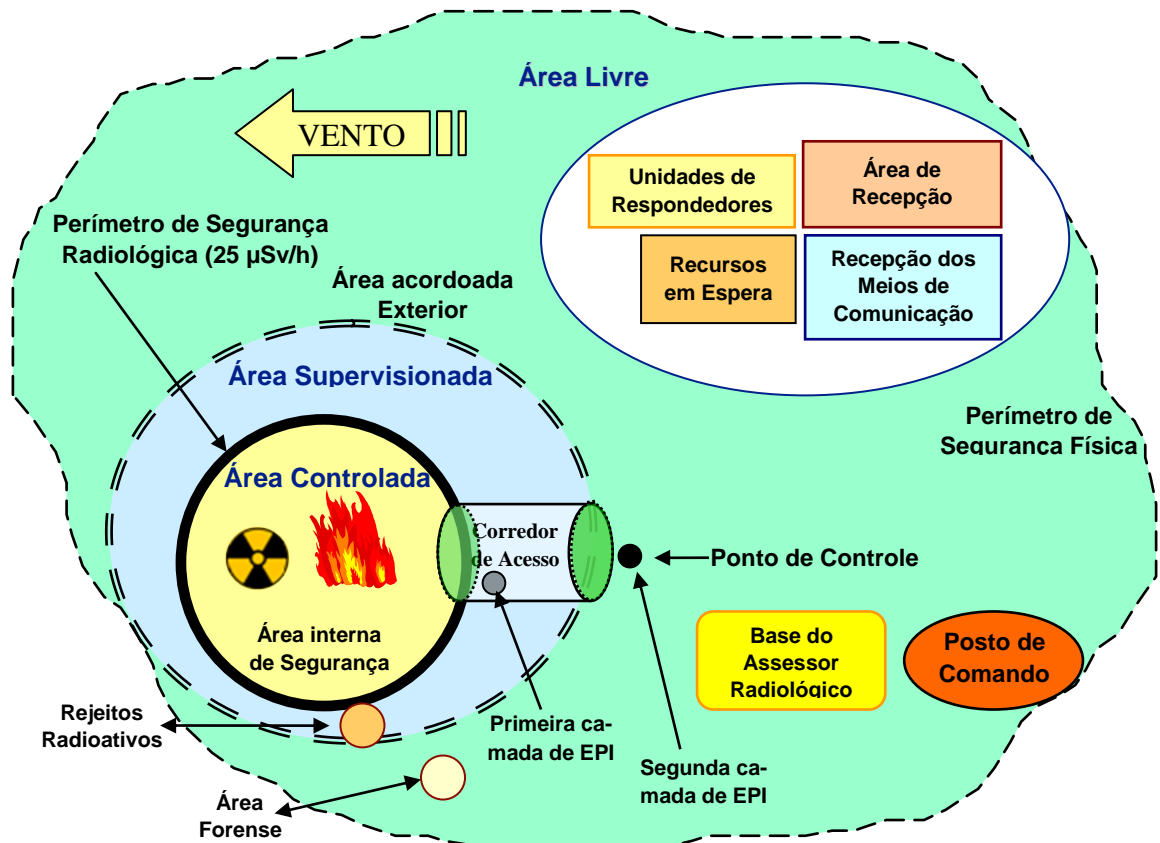 Área Livre
VENTO
Unidades de
Respondedores
Área de
Recepção
Perímetro de Segurança
Radiológica (25 µSv/h)
Recursos
em Espera
Recepção dos
Meios de
Comunicação
Área acordoada
Exterior
Área Supervisionada
Perímetro de
Segurança Física
Área Controlada
Corredor
de Acesso
Ponto de Controle
Área interna
de Segurança
Base do
Assessor
Radiológico
Posto de
Comando
Rejeitos
Radioativos
Primeira ca-
mada de EPI
Segunda ca-
mada de EPI
Área
Forense